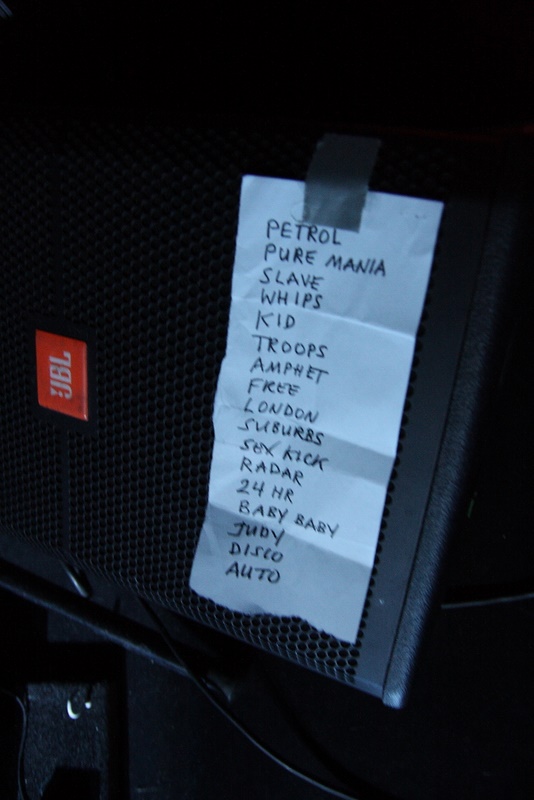 JBL
PETROL
PURE MANIA
SLAVE
WHIPS
KID
TROOPS
AMPHET
FREE
LONDON
SUBURBS
SEX KICK
RADAR
24 HR
BABY BABY
JUDY
DISCO
AUTO